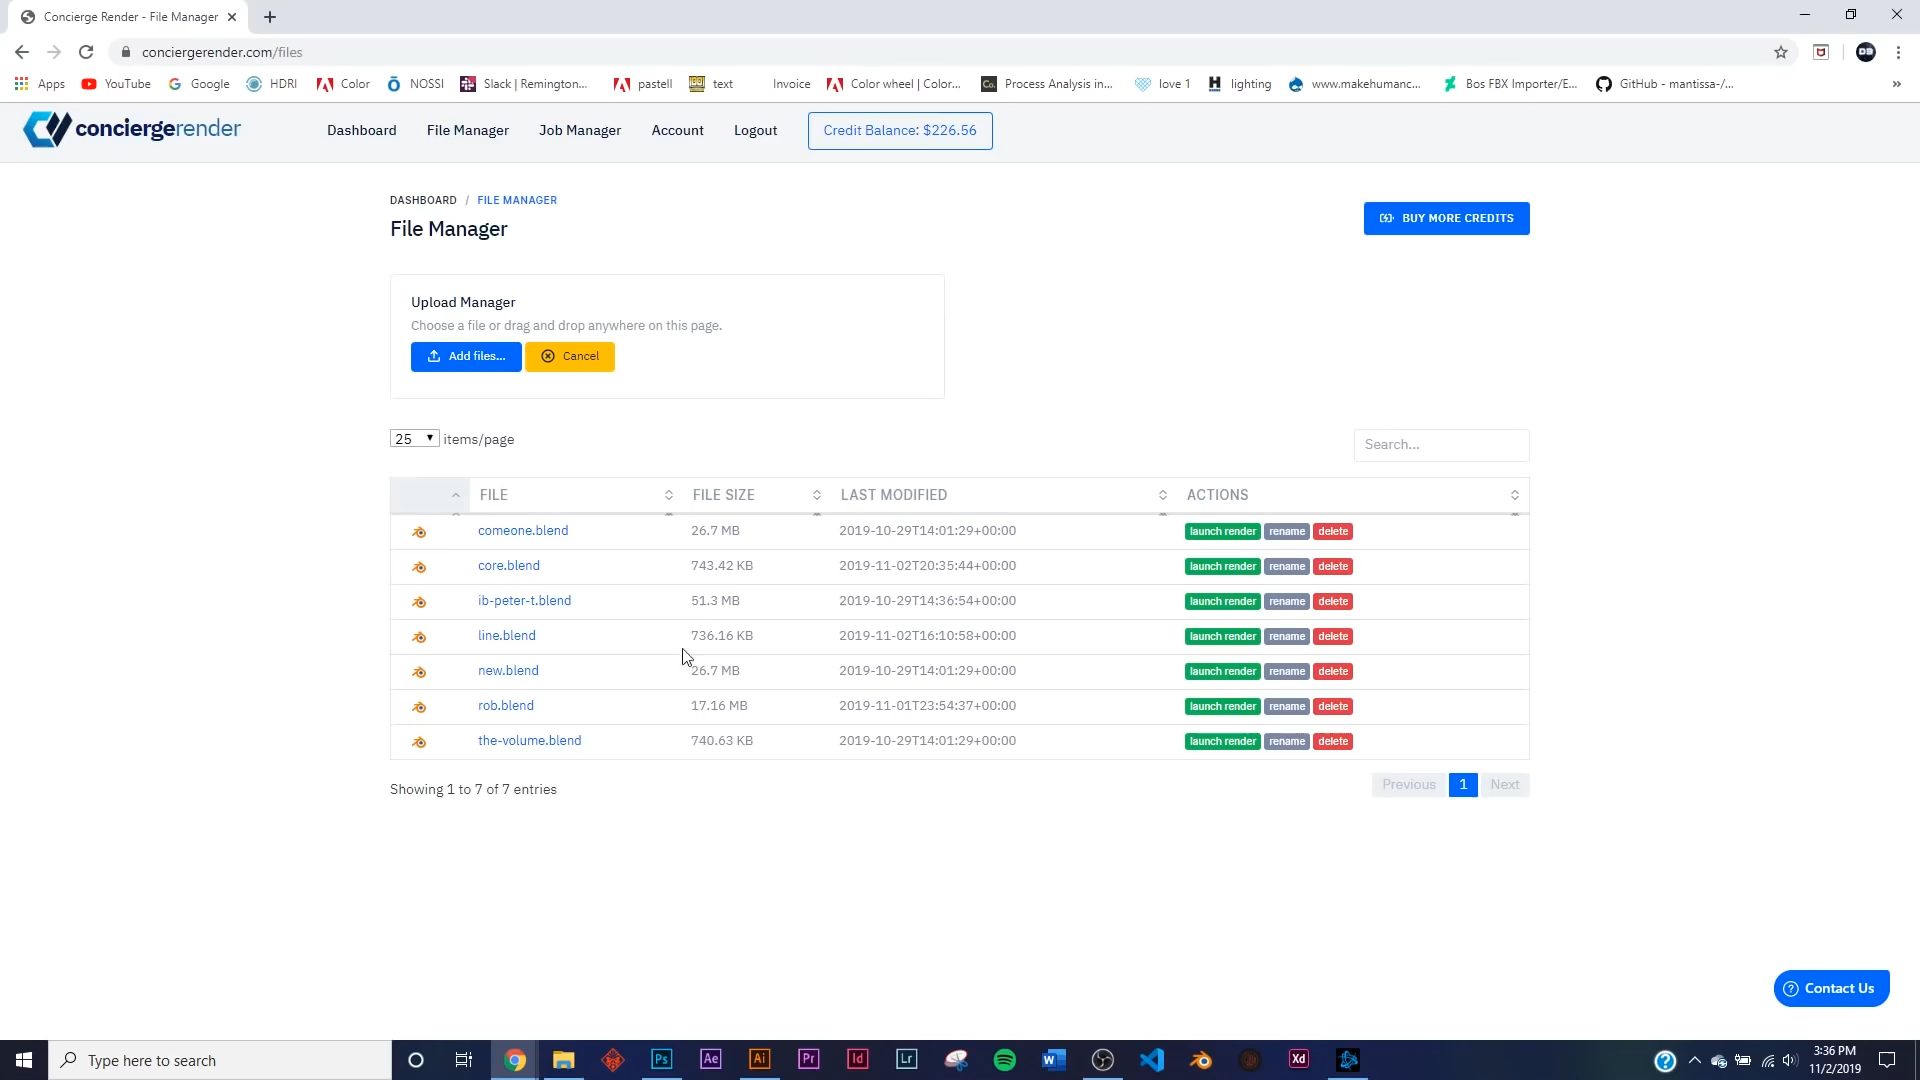 Concierge Render - File Manager
conciergerender.com/files
Apps YouTube Google HDRI Color NOSSI Slack | Remington... pastell text Invoice Color wheel | Color... Process Analysis in... love 1 lighting www.makehumanc... Bos FBX Importer/E... GitHub - mantissa-/... »
conciergerender Dashboard File Manager Job Manager Account Logout Credit Balance: $226.56
DASHBOARD / FILE MANAGER
File Manager
BUY MORE CREDITS
Upload Manager
Choose a file or drag and drop anywhere on this page.
Add files... Cancel
25 items/page
Search...
FILE FILE SIZE LAST MODIFIED ACTIONS
comeone.blend 26.7 MB 2019-10-29T14:01:29+00:00 launch render rename delete
core.blend 743.42 KB 2019-11-02T20:35:44+00:00 launch render rename delete
ib-peter-t.blend 51.3 MB 2019-10-29T14:36:54+00:00 launch render rename delete
line.blend 736.16 KB 2019-11-02T16:10:58+00:00 launch render rename delete
new.blend 26.7 MB 2019-10-29T14:01:29+00:00 launch render rename delete
rob.blend 17.16 MB 2019-11-01T23:54:37+00:00 launch render rename delete
the-volume.blend 740.63 KB 2019-10-29T14:01:29+00:00 launch render rename delete
Showing 1 to 7 of 7 entries
Previous 1 Next
Contact Us
Type here to search
Ps Ae Ai Pr Id Lr W Xd
3:36 PM
11/2/2019